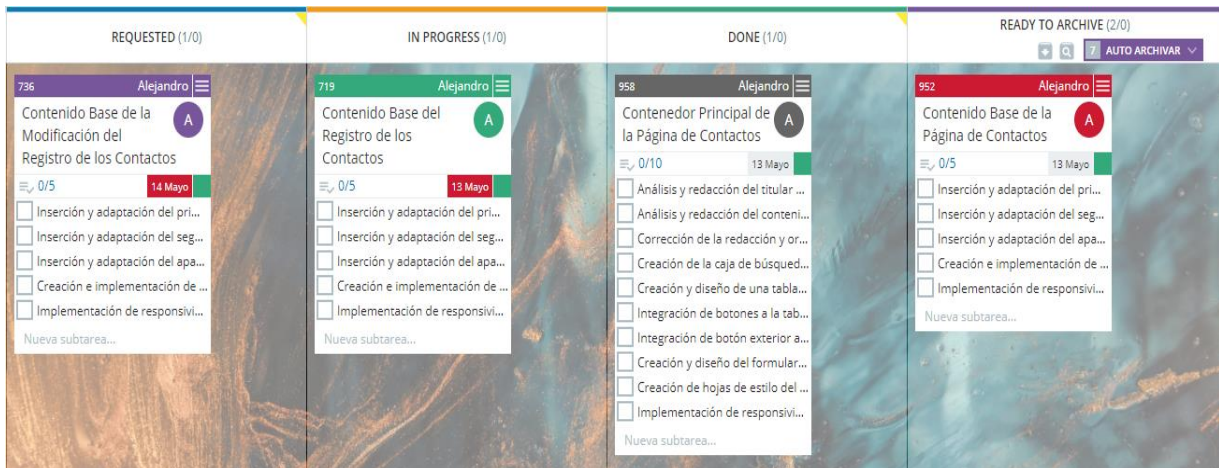 REQUESTED (1/0)
IN PROGRESS (1/0)
DONE (1/0)
READY TO ARCHIVE (2/0)
7 AUTO ARCHIVAR
736 Alejandro
Contenido Base de la
Modificación del
Registro de los Contactos
A
0/5 14 Mayo
Inserción y adaptación del pri...
Inserción y adaptación del seg...
Inserción y adaptación del apa...
Creación e implementación de ...
Implementación de responsivi...
Nueva subtarea...
719 Alejandro
Contenido Base del
Registro de los
Contactos
A
0/5 13 Mayo
Inserción y adaptación del pri...
Inserción y adaptación del seg...
Inserción y adaptación del apa...
Creación e implementación de ...
Implementación de responsivi...
Nueva subtarea...
958 Alejandro
Contenedor Principal de
la Página de Contactos
A
0/10 13 Mayo
Análisis y redacción del titular ...
Análisis y redacción del conteni...
Corrección de la redacción y or...
Creación de la caja de búsqued...
Creación y diseño de una tabla...
Integración de botones a la tab...
Integración de botón exterior a...
Creación y diseño del formular...
Creación de hojas de estilo del ...
Implementación de responsivi...
Nueva subtarea...
952 Alejandro
Contenido Base de la
Página de Contactos
A
0/5 13 Mayo
Inserción y adaptación del pri...
Inserción y adaptación del seg...
Inserción y adaptación del apa...
Creación e implementación de ...
Implementación de responsivi...
Nueva subtarea...